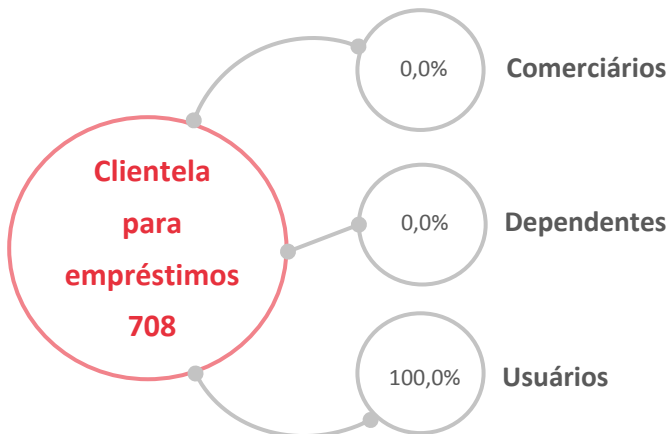 Clientela
para
empréstimos
708
0,0% Comerciários
0,0% Dependentes
100,0% Usuários